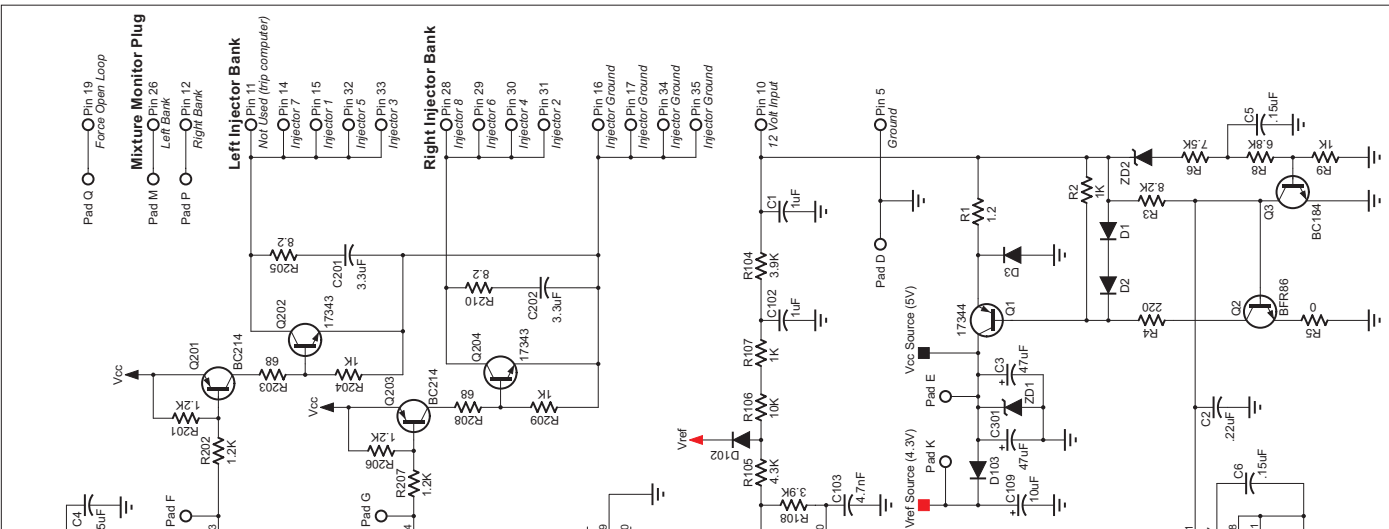 Pin 19
Force Open Loop
Pad Q
Mixture Monitor Plug
Pin 26
Left Bank
Pad M
Pin 12
Right Bank
Pad P
Left Injector Bank
Pin 11
Not Used (trip computer)
Pin 14
Injector 7
Pin 15
Injector 1
Pin 32
Injector 5
Pin 33
Injector 3
Right Injector Bank
Pin 28
Injector 8
Pin 29
Injector 6
Pin 30
Injector 4
Pin 31
Injector 2
Pin 16
Injector Ground
Pin 17
Injector Ground
Pin 34
Injector Ground
Pin 35
Injector Ground
Pin 10
12 Volt Input
Pin 5
Ground
Pad D
C5
.15uF
ZD2
7.5K
R6
6.8K
R8
1K
R9
R2
1K
8.2K
R3
Q3
BC184
R1
1.2
D1
D2
D3
C1
1uF
R104
3.9K
C102
1uF
R107
1K
R106
10K
8.2
R205
C201
3.3uF
8.2
R210
C202
3.3uF
Q202
17343
Q204
17343
Q201
BC214
Vcc
68
R203
1K
R204
1.2K
R201
R202
1.2K
Q203
BC214
Vcc
68
R208
1K
R209
1.2K
R206
R207
1.2K
17344
Q1
220
R4
Q2
BFR86
0
R5
Vcc Source (5V)
Pad E
C3
47uF
ZD1
C301
47uF
Vref
D102
R105
4.3K
3.9K
R108
C103
4.7nF
Vref Source (4.3V)
Pad K
D103
C109
10uF
C2
.22uF
C6
.15uF
C4
5uF
Pad F
3
Pad G
4
9
0
0
1
8
1